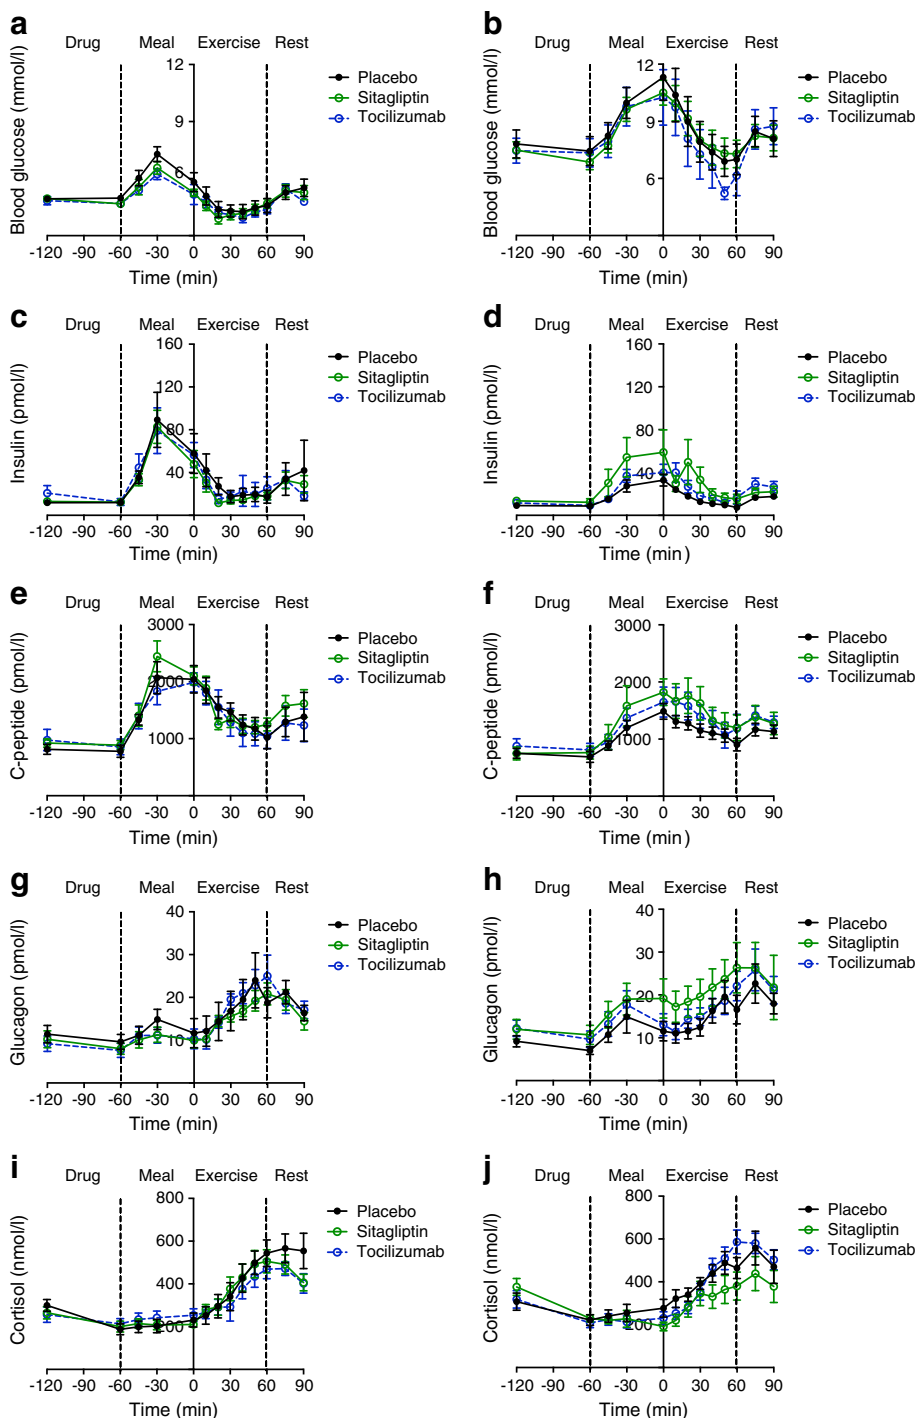 a
Drug Meal Exercise Rest
Blood glucose (mmol/l)
12
9
6
-120 -90 -60 -30 0 30 60 90
Time (min)
Placebo
Sitagliptin
Tocilizumab
b
Drug Meal Exercise Rest
Blood glucose (mmol/l)
12
9
6
-120 -90 -60 -30 0 30 60 90
Time (min)
Placebo
Sitagliptin
Tocilizumab
c
Drug Meal Exercise Rest
Insulin (pmol/l)
160
120
80
40
-120 -90 -60 -30 0 30 60 90
Time (min)
Placebo
Sitagliptin
Tocilizumab
d
Drug Meal Exercise Rest
Insulin (pmol/l)
160
120
80
40
-120 -90 -60 -30 0 30 60 90
Time (min)
Placebo
Sitagliptin
Tocilizumab
e
Drug Meal Exercise Rest
C-peptide (pmol/l)
3000
2000
1000
-120 -90 -60 -30 0 30 60 90
Time (min)
Placebo
Sitagliptin
Tocilizumab
f
Drug Meal Exercise Rest
C-peptide (pmol/l)
3000
2000
1000
-120 -90 -60 -30 0 30 60 90
Time (min)
Placebo
Sitagliptin
Tocilizumab
g
Drug Meal Exercise Rest
Glucagon (pmol/l)
40
30
20
10
-120 -90 -60 -30 0 30 60 90
Time (min)
Placebo
Sitagliptin
Tocilizumab
h
Drug Meal Exercise Rest
Glucagon (pmol/l)
40
30
20
10
-120 -90 -60 -30 0 30 60 90
Time (min)
Placebo
Sitagliptin
Tocilizumab
i
Drug Meal Exercise Rest
Cortisol (nmol/l)
800
600
400
200
-120 -90 -60 -30 0 30 60 90
Time (min)
Placebo
Sitagliptin
Tocilizumab
j
Drug Meal Exercise Rest
Cortisol (nmol/l)
800
600
400
200
-120 -90 -60 -30 0 30 60 90
Time (min)
Placebo
Sitagliptin
Tocilizumab